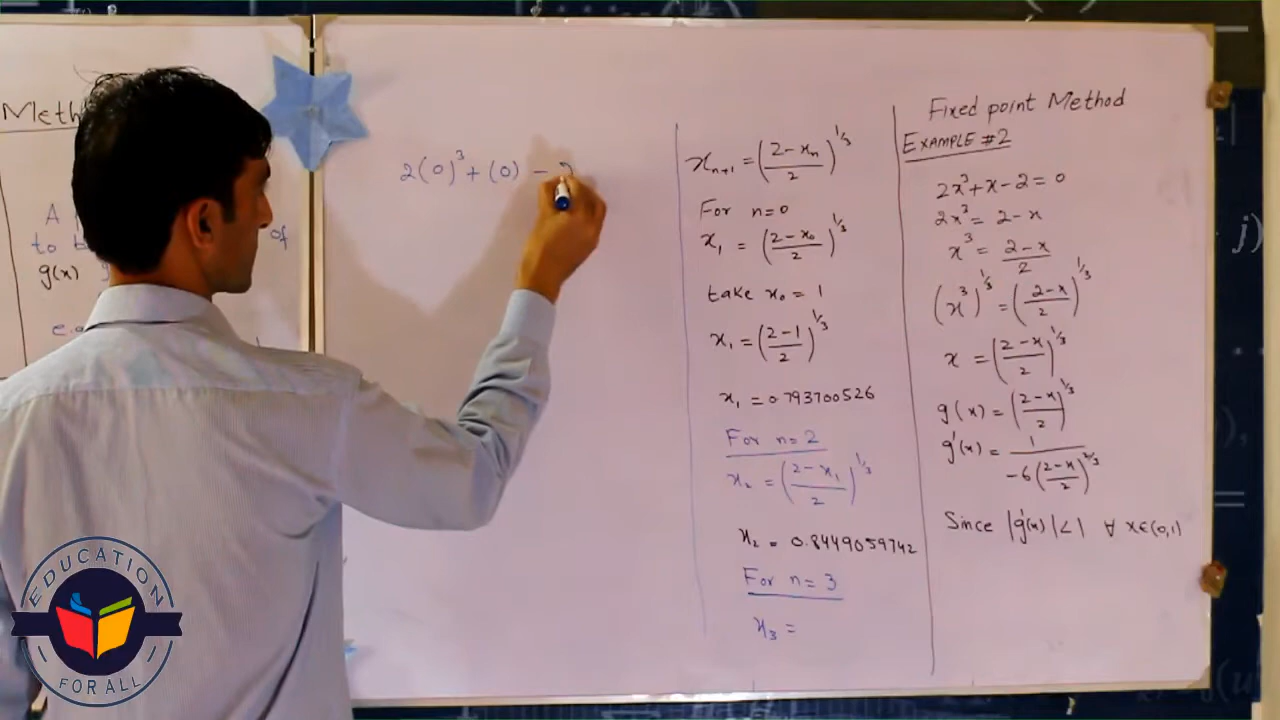 Meth
A
to b of
g(x) g
e.g
2(0)³ + (0) -
x_{n+1} = ((2-x_n)/2)^{1/3}
For n=0
x₁ = ((2-x₀)/2)^{1/3}
take x₀ = 1
x₁ = ((2-1)/2)^{1/3}
x₁ = 0.793700526
For n=2
x₂ = ((2-x₁)/2)^{1/3}
x₂ = 0.8449059742
For n=3
x₃ =
Fixed point Method
EXAMPLE #2
2x³+x-2=0
2x³ = 2-x
x³ = (2-x)/2
(x³)^{1/3} = ((2-x)/2)^{1/3}
x = ((2-x)/2)^{1/3}
g(x) = ((2-x)/2)^{1/3}
g'(x) = 1/(-6((2-x)/2)^{2/3})
Since |g'(x)|<1 ∀ x∈(0,1)
j)
EDUCATION
FOR ALL